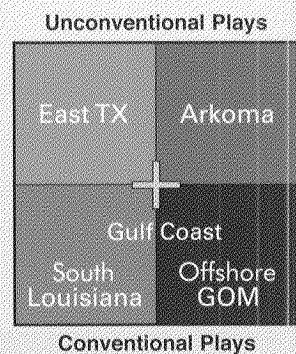 Unconventional Plays
East TX
Arkoma
Gulf Coast
South
Louisiana
Offshore
GOM
Conventional Plays